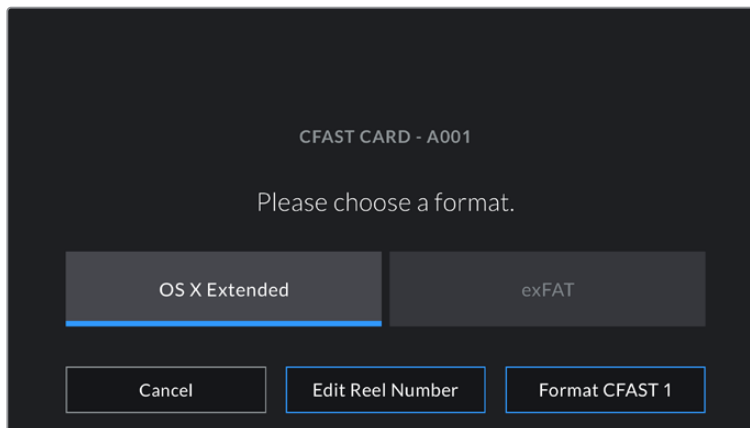 CFAST CARD - A001
Please choose a format.
OS X Extended
exFAT
Cancel
Edit Reel Number
Format CFAST 1